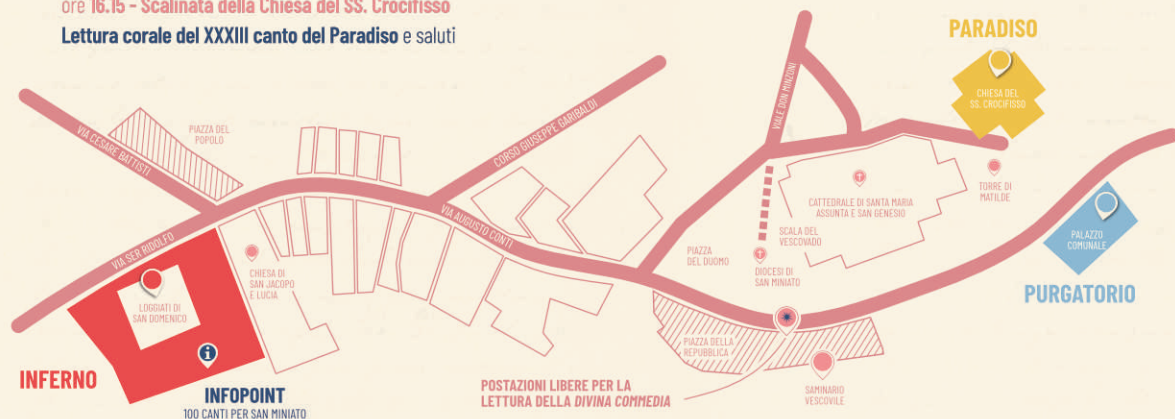 ore 16.15 - Scalinata della Chiesa del SS. Crocifisso
Lettura corale del XXXIII canto del Paradiso e saluti
PARADISO
CHIESA DEL
SS. CROCIFISSO
VIALE DON MINZONI
VIA CESARE BATTISTI
PIAZZA DEL
POPOLO
CORSO GIUSEPPE GARIBALDI
TORRE DI
MATILDE
CATTEDRALE DI SANTA MARIA
ASSUNTA E SAN GENESIO
VIA AUGUSTO CONTI
SCALA DEL
VESCOVADO
PALAZZO
COMUNALE
VIA SER RIDOLFO
PIAZZA
DEL DUOMO
DIOCESI DI
SAN MINIATO
CHIESA DI
SAN JACOPO
E LUCIA
PURGATORIO
LOGGIATI DI
SAN DOMENICO
PIAZZA DELLA
REPUBBLICA
INFERNO
i
INFOPOINT
100 CANTI PER SAN MINIATO
POSTAZIONI LIBERE PER LA
LETTURA DELLA DIVINA COMMEDIA
SAMINARIO
VESCOVILE